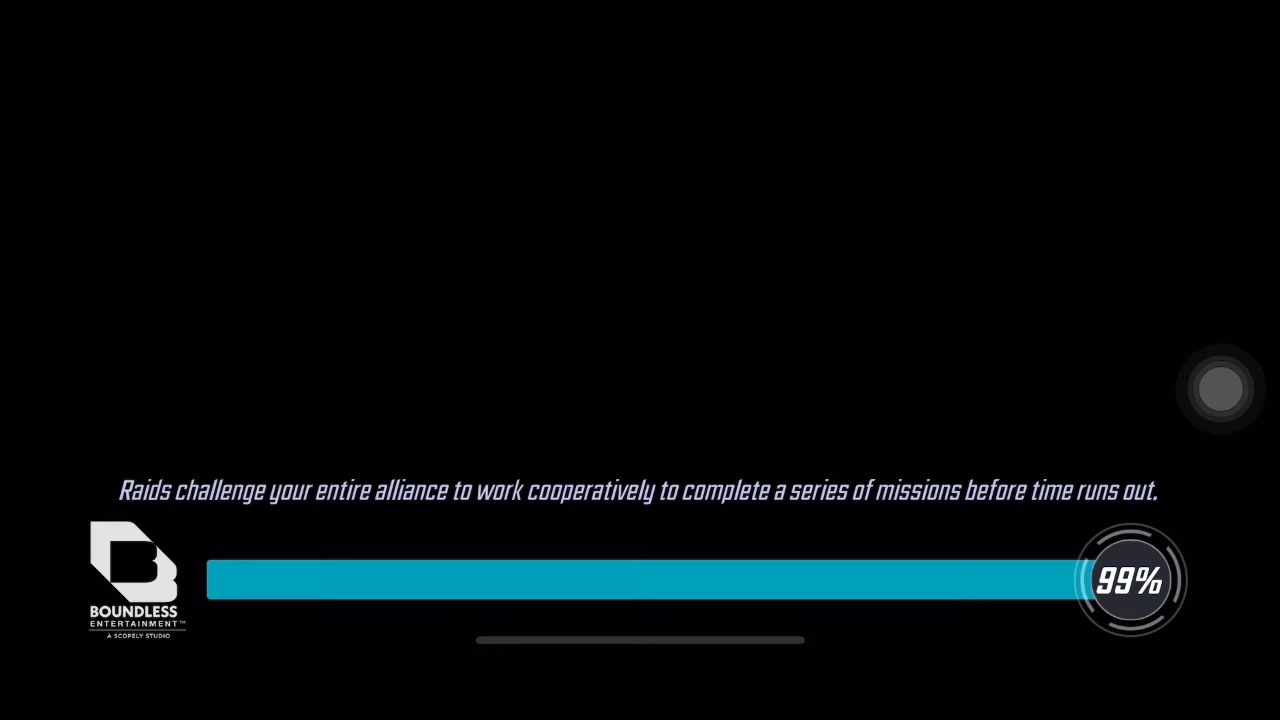 Raids challenge your entire alliance to work cooperatively to complete a series of missions before time runs out.
99%
BOUNDLESS
ENTERTAINMENT™
A SCOPELY STUDIO